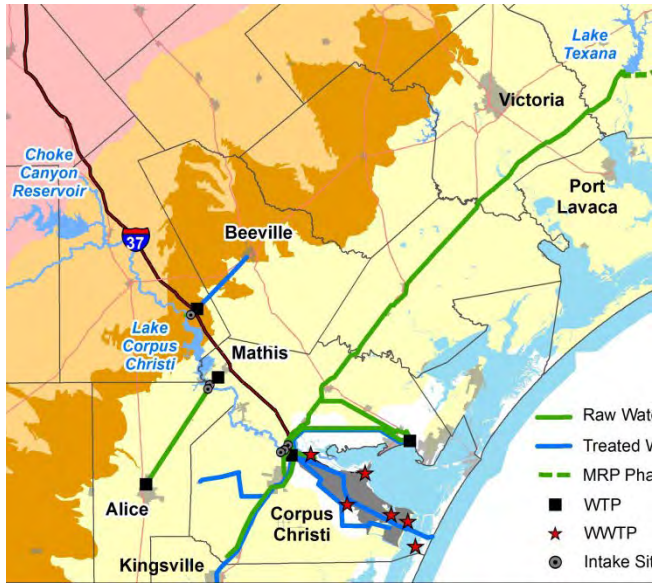 Lake
Texana
Victoria
Choke
Canyon
Reservoir
Port
Lavaca
Beeville
37
Lake
Corpus
Christi
Mathis
Raw Wat
Treated W
MRP Pha
WTP
Alice
WWTP
Corpus
Christi
Intake Sit
Kingsville